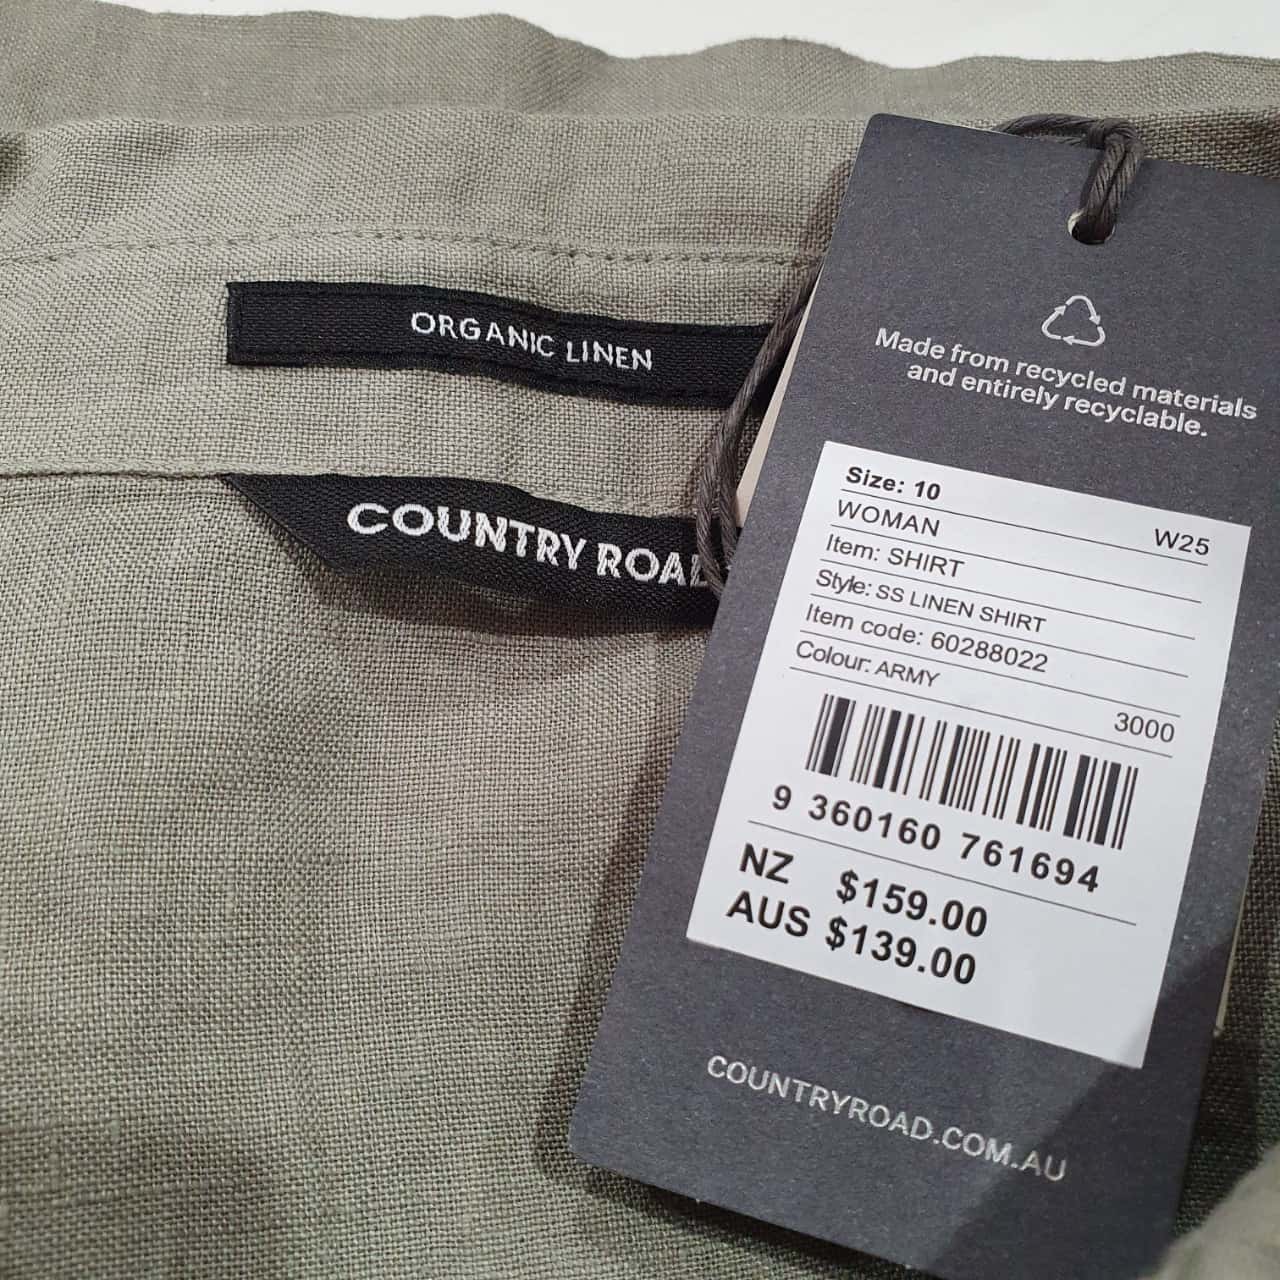 ORGANIC LINEN
COUNTRY ROAD
Made from recycled materials
and entirely recyclable.
Size: 10
WOMAN W25
Item: SHIRT
Style: SS LINEN SHIRT
Item code: 60288022
Colour: ARMY 3000
9 360160 761694
NZ $159.00
AUS $139.00
COUNTRYROAD.COM.AU